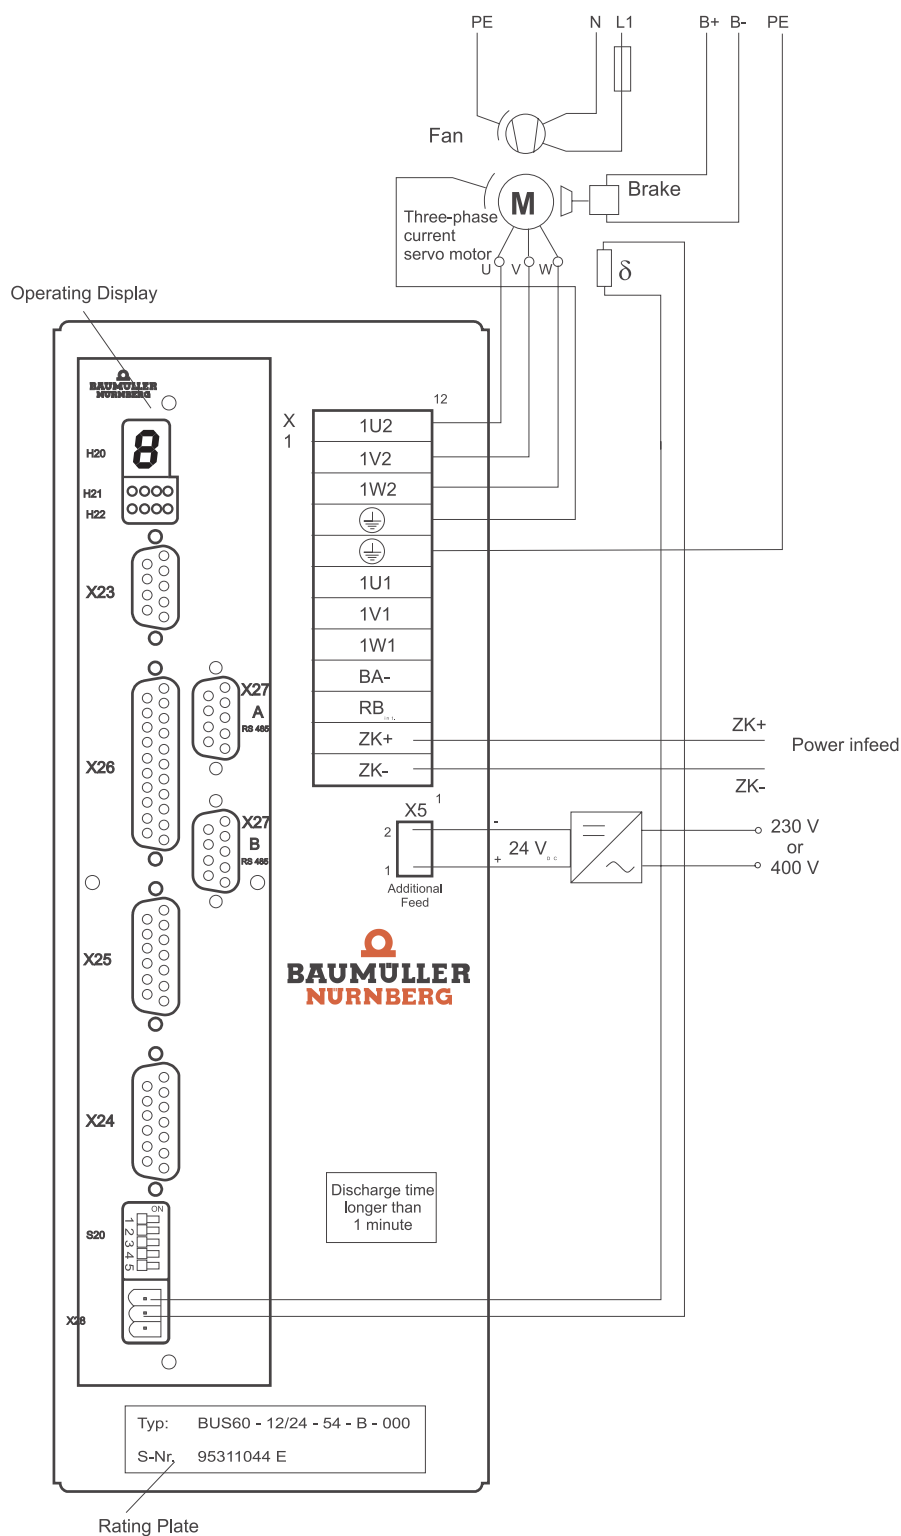 PE N L1 B+ B- PE
Fan
M
Brake
Three-phase
current
servo motor
U V W
δ
Operating Display
BAUMÜLLER
NÜRNBERG
H20
8
H21
H22
X23
X26
X27
A
RS 485
X27
B
RS 485
X25
X24
S20
ON
1
2
3
4
5
X28
X
1
12
1U2
1V2
1W2
1U1
1V1
1W1
BA-
RB
ZK+
ZK-
1
ZK+
Power infeed
ZK-
X5
2
1
Additional
Feed
-
24 V DC
+
230 V
or
400 V
BAUMÜLLER
NÜRNBERG
Discharge time
longer than
1 minute
Typ: BUS60 - 12/24 - 54 - B - 000
S-Nr. 95311044 E
Rating Plate